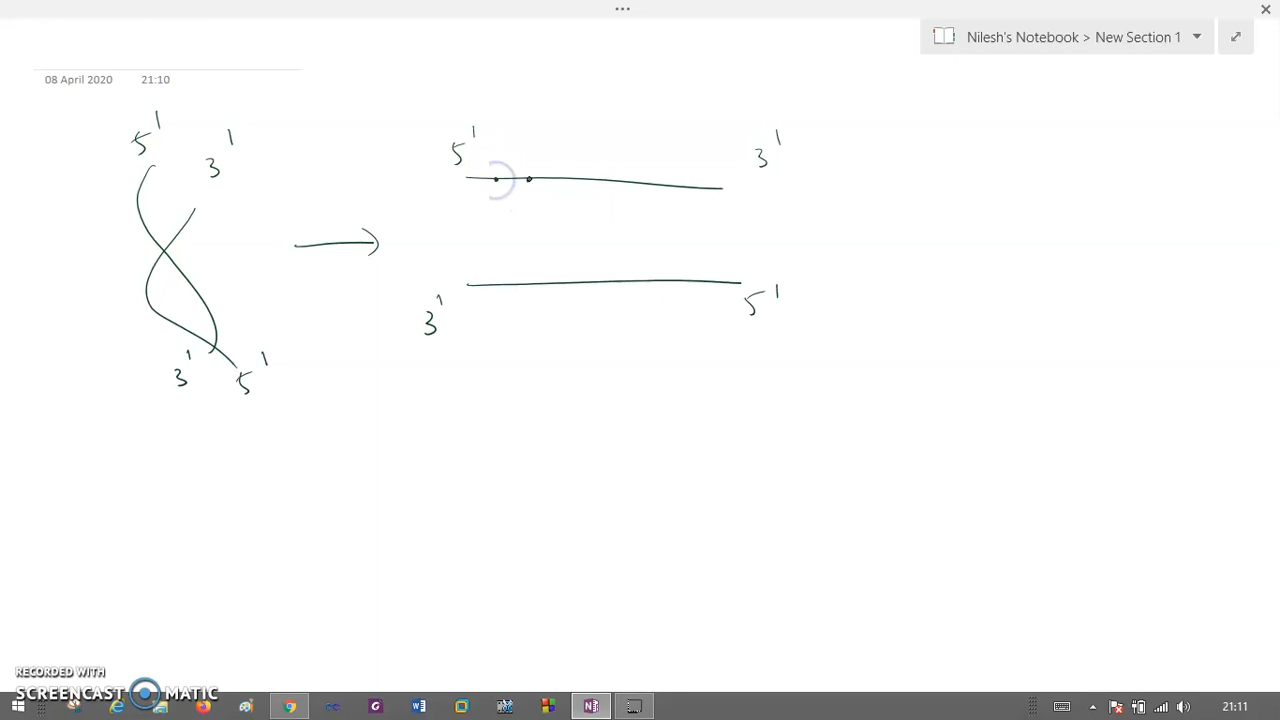 Nilesh's Notebook > New Section 1
08 April 2020 21:10
5' 3'
5' 3'
3' 5'
3' 5'
RECORDED WITH
SCREENCAST MATIC
21:11